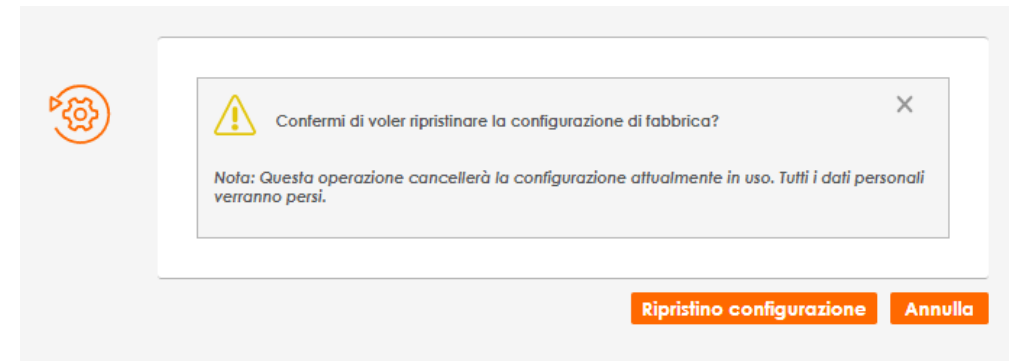 Confermi di voler ripristinare la configurazione di fabbrica?
Nota: Questa operazione cancellerà la configurazione attualmente in uso. Tutti i dati personali
verranno persi.
Ripristino configurazione
Annulla